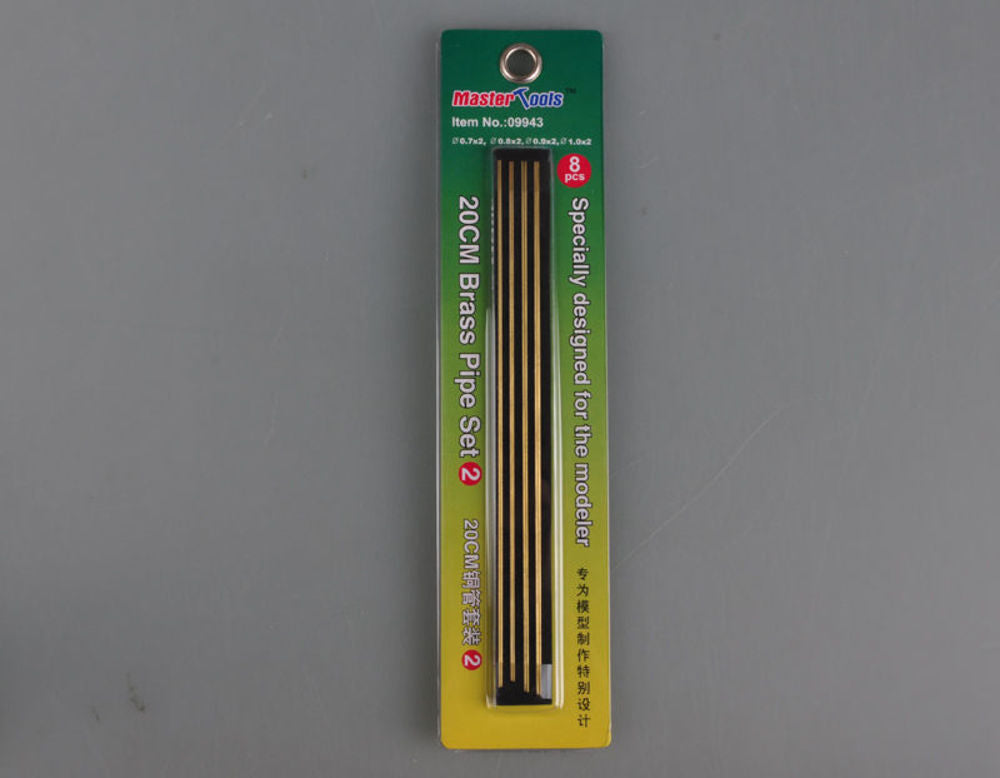 MasterTools™
Item No.:09943
Ø0.7x2, Ø0.8x2, Ø0.9x2, Ø1.0x2
8
pcs
20CM Brass Pipe Set 2
Specially designed for the modeler
20CM铜管套装 2
专为模型制作特别设计